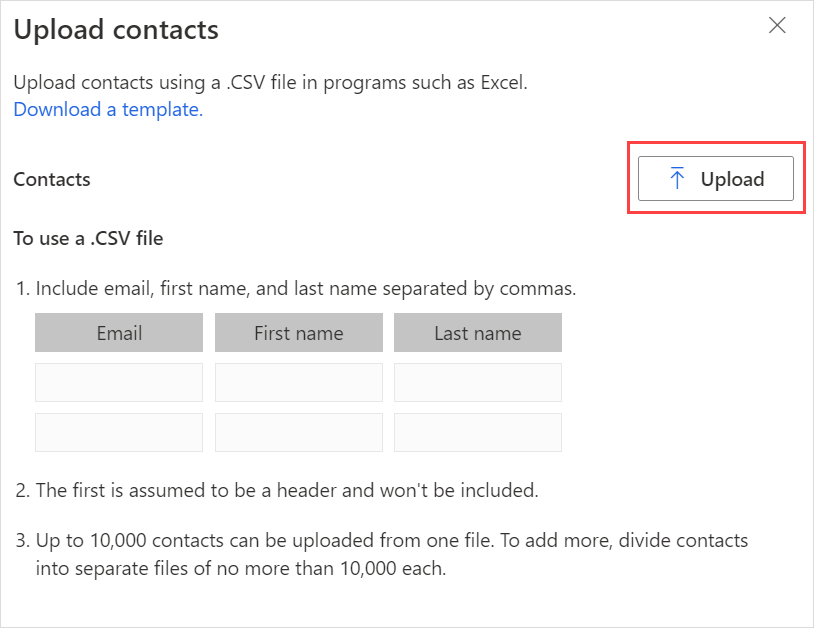 Upload contacts
Upload contacts using a .CSV file in programs such as Excel.
Download a template.
Contacts
Upload
To use a .CSV file
1. Include email, first name, and last name separated by commas.
Email First name Last name
2. The first is assumed to be a header and won't be included.
3. Up to 10,000 contacts can be uploaded from one file. To add more, divide contacts
into separate files of no more than 10,000 each.